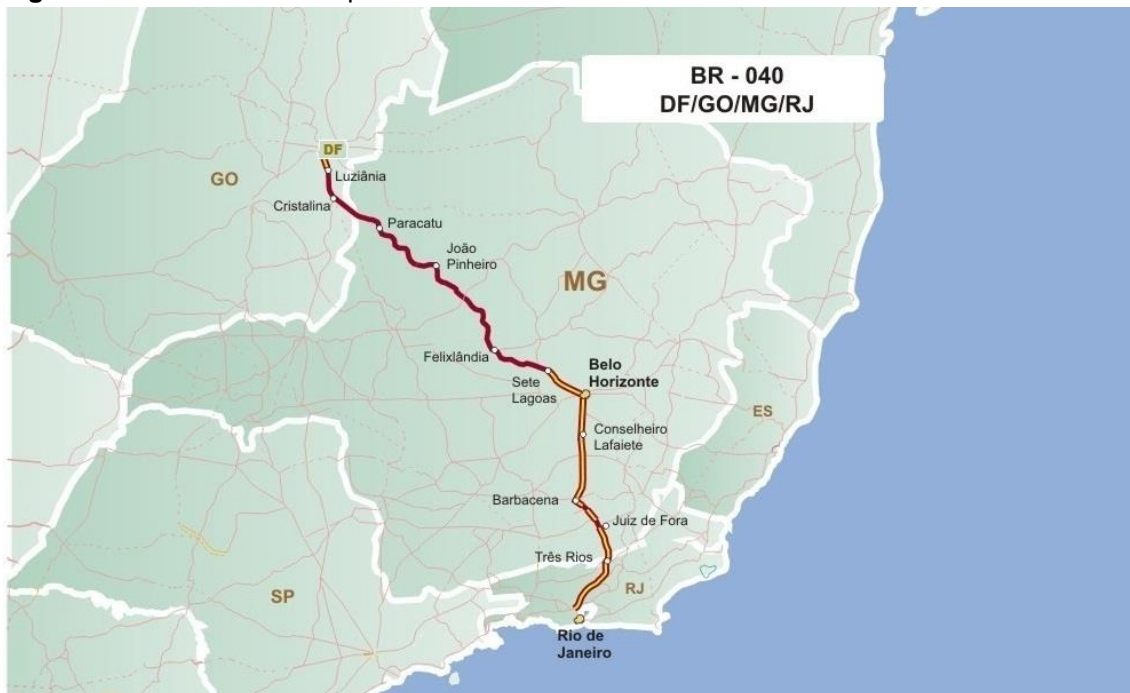 BR - 040
DF/GO/MG/RJ
DF
Luziânia
GO
Cristalina
Paracatu
João
Pinheiro
MG
Felixlândia
Belo
Horizonte
Sete
Lagoas
ES
Conselheiro
Lafaiete
Barbacena
Juiz de Fora
Três Rios
RJ
SP
Rio de
Janeiro